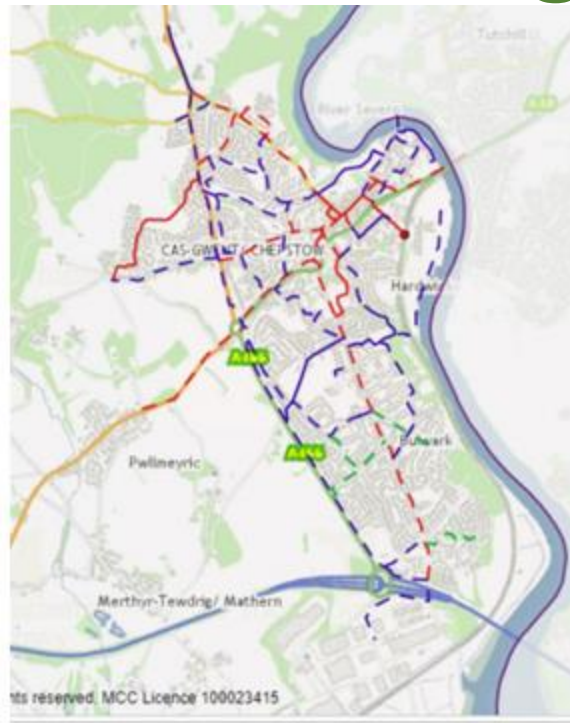 Tutshill
A48
River Severn
CAS-GWENT/ CHEPSTOW
A466
A466
Bulwark
Pwllmeyric
Merthyr-Tewdrig/ Mathern
nts reserved. MCC Licence 100023415